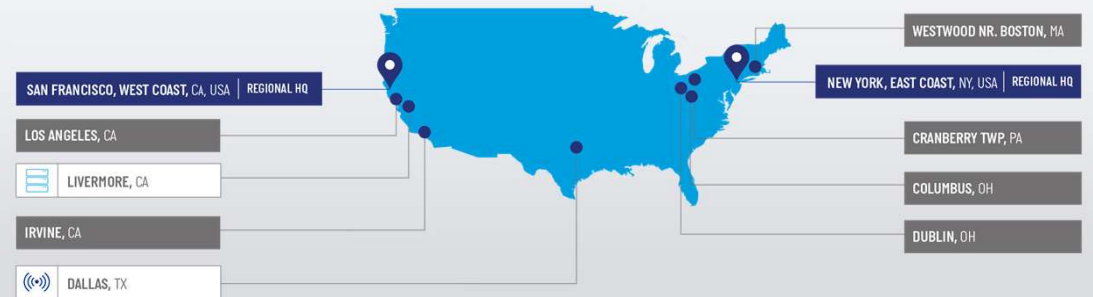 WESTWOOD NR. BOSTON, MA
SAN FRANCISCO, WEST COAST, CA, USA | REGIONAL HQ
NEW YORK, EAST COAST, NY, USA | REGIONAL HQ
LOS ANGELES, CA
CRANBERRY TWP, PA
LIVERMORE, CA
COLUMBUS, OH
IRVINE, CA
DUBLIN, OH
DALLAS, TX